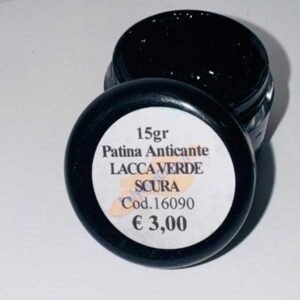 15gr
Patina Anticante
LACCA VERDE
SCURA
Cod.16090
€ 3,00